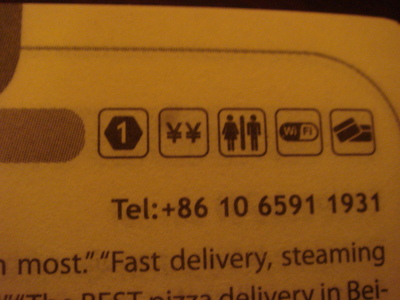 1 ¥¥ WiFi
Tel:+86 10 6591 1931
most." "Fast delivery, steaming
"The BEST pizza delivery in Bei-